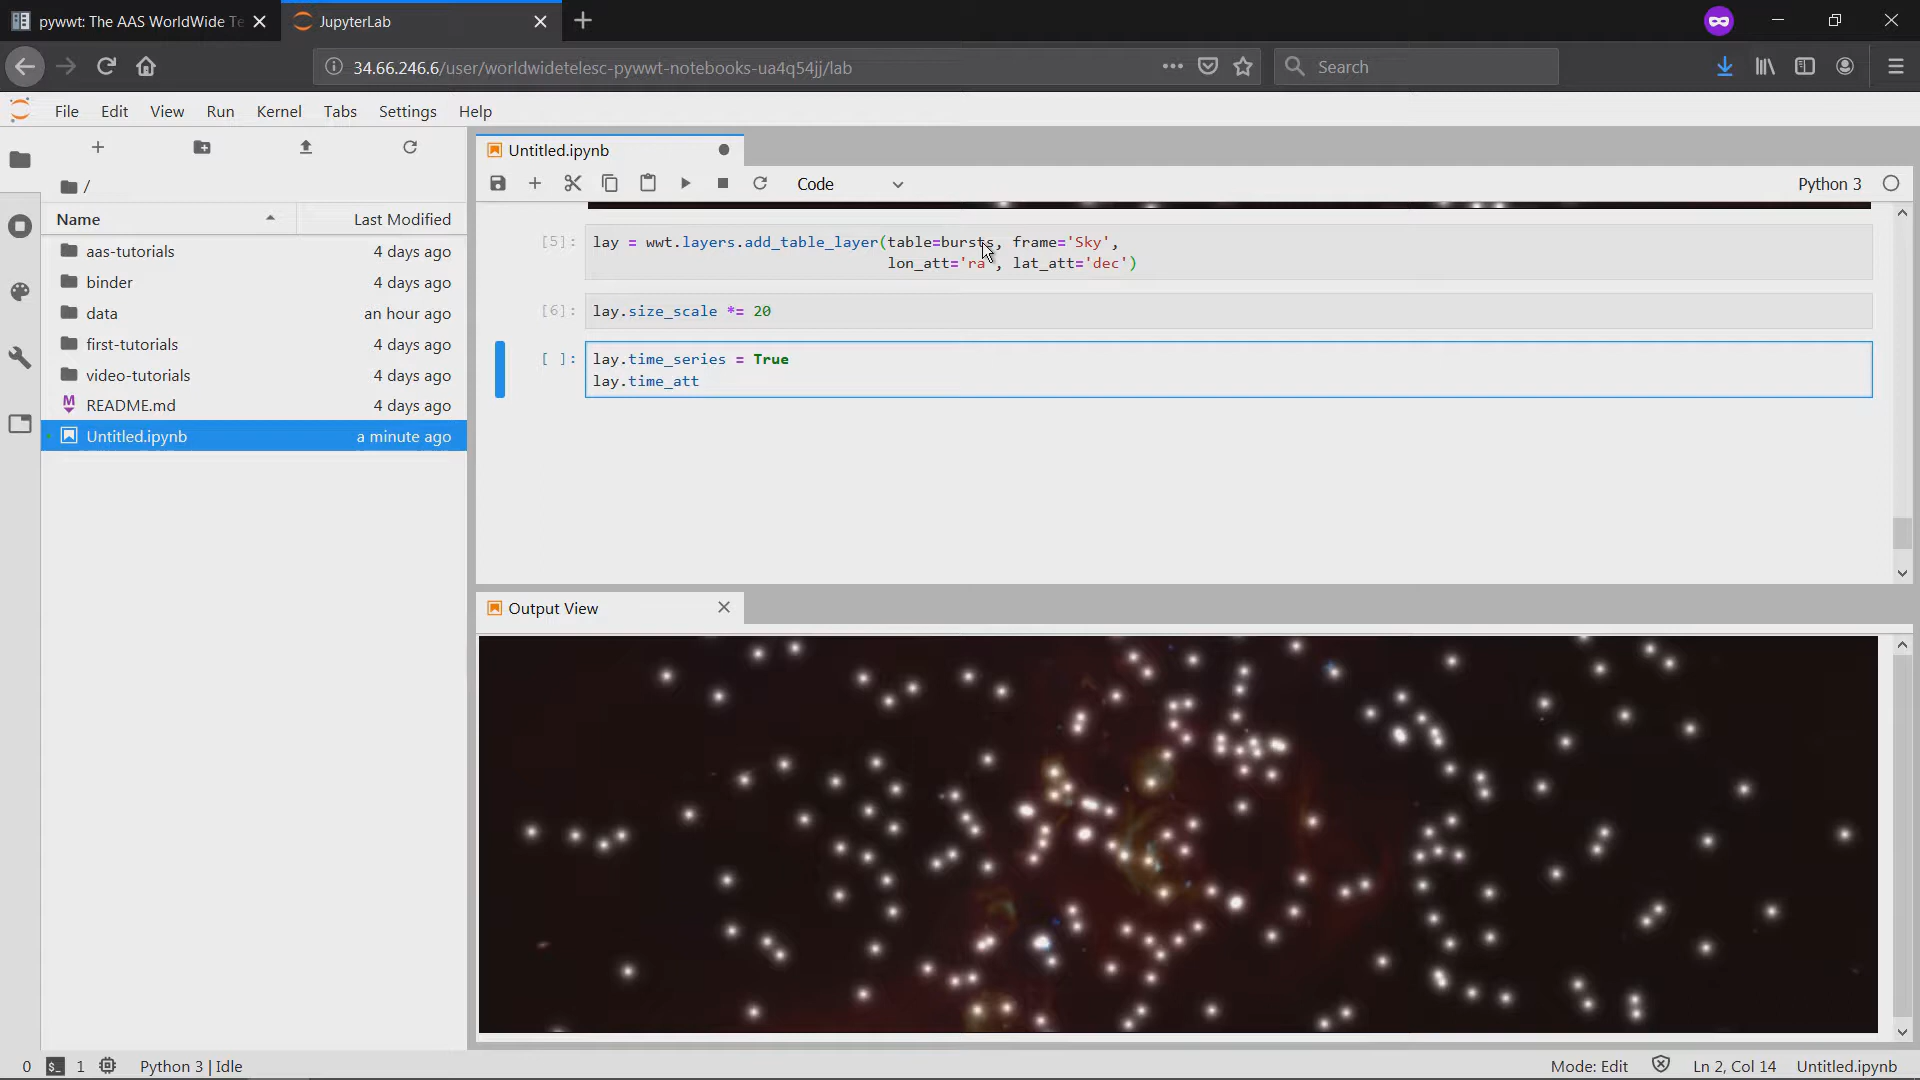 pywwt: The AAS WorldWide Te
JupyterLab
34.66.246.6/user/worldwidetelesc-pywwt-notebooks-ua4q54jj/lab
Search
File Edit View Run Kernel Tabs Settings Help
/
Name Last Modified
aas-tutorials 4 days ago
binder 4 days ago
data an hour ago
first-tutorials 4 days ago
video-tutorials 4 days ago
README.md 4 days ago
Untitled.ipynb a minute ago
Untitled.ipynb
Code
Python 3
[5]: lay = wwt.layers.add_table_layer(table=bursts, frame='Sky',
lon_att='ra', lat_att='dec')
[6]: lay.size_scale *= 20
[ ]: lay.time_series = True
lay.time_att
Output View
0 $_ 1 Python 3 | Idle
Mode: Edit Ln 2, Col 14 Untitled.ipynb